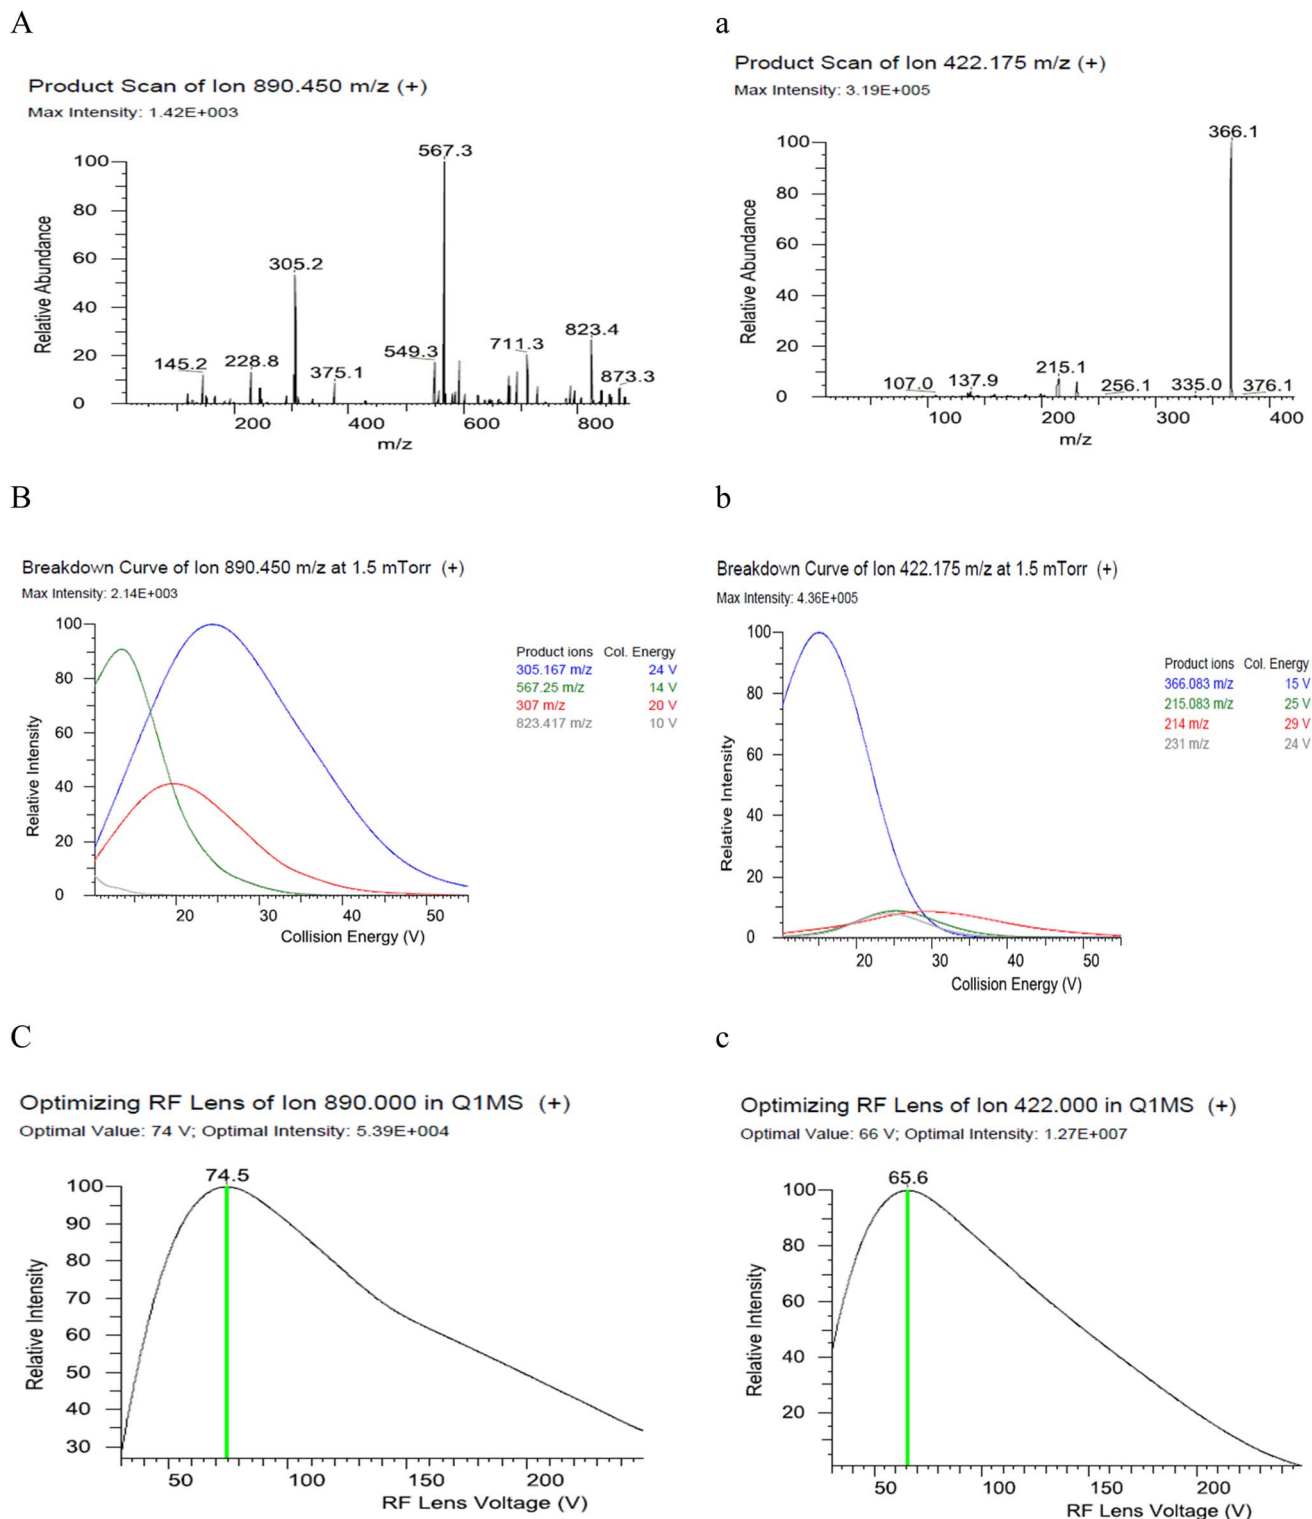 A
Product Scan of Ion 890.450 m/z (+)
Max Intensity: 1.42E+003
Relative Abundance
100
80
60
40
20
0
567.3
305.2
823.4
549.3
711.3
145.2
228.8
375.1
873.3
200
400
600
800
m/z
a
Product Scan of Ion 422.175 m/z (+)
Max Intensity: 3.19E+005
Relative Abundance
100
80
60
40
20
0
366.1
215.1
107.0
137.9
256.1
335.0
376.1
100
200
300
400
m/z
B
Breakdown Curve of Ion 890.450 m/z at 1.5 mTorr (+)
Max Intensity: 2.14E+003
Relative Intensity
100
80
60
40
20
0
20
30
40
50
Collision Energy (V)
Product ions Col. Energy
305.167 m/z 24 V
567.25 m/z 14 V
307 m/z 20 V
823.417 m/z 10 V
b
Breakdown Curve of Ion 422.175 m/z at 1.5 mTorr (+)
Max Intensity: 4.36E+005
Relative Intensity
100
80
60
40
20
0
20
30
40
50
Collision Energy (V)
Product ions Col. Energy
366.083 m/z 15 V
215.083 m/z 25 V
214 m/z 29 V
231 m/z 24 V
C
Optimizing RF Lens of Ion 890.000 in Q1MS (+)
Optimal Value: 74 V; Optimal Intensity: 5.39E+004
Relative Intensity
74.5
100
90
80
70
60
50
40
30
50
100
150
200
RF Lens Voltage (V)
c
Optimizing RF Lens of Ion 422.000 in Q1MS (+)
Optimal Value: 66 V; Optimal Intensity: 1.27E+007
Relative Intensity
65.6
100
80
60
40
20
50
100
150
200
RF Lens Voltage (V)